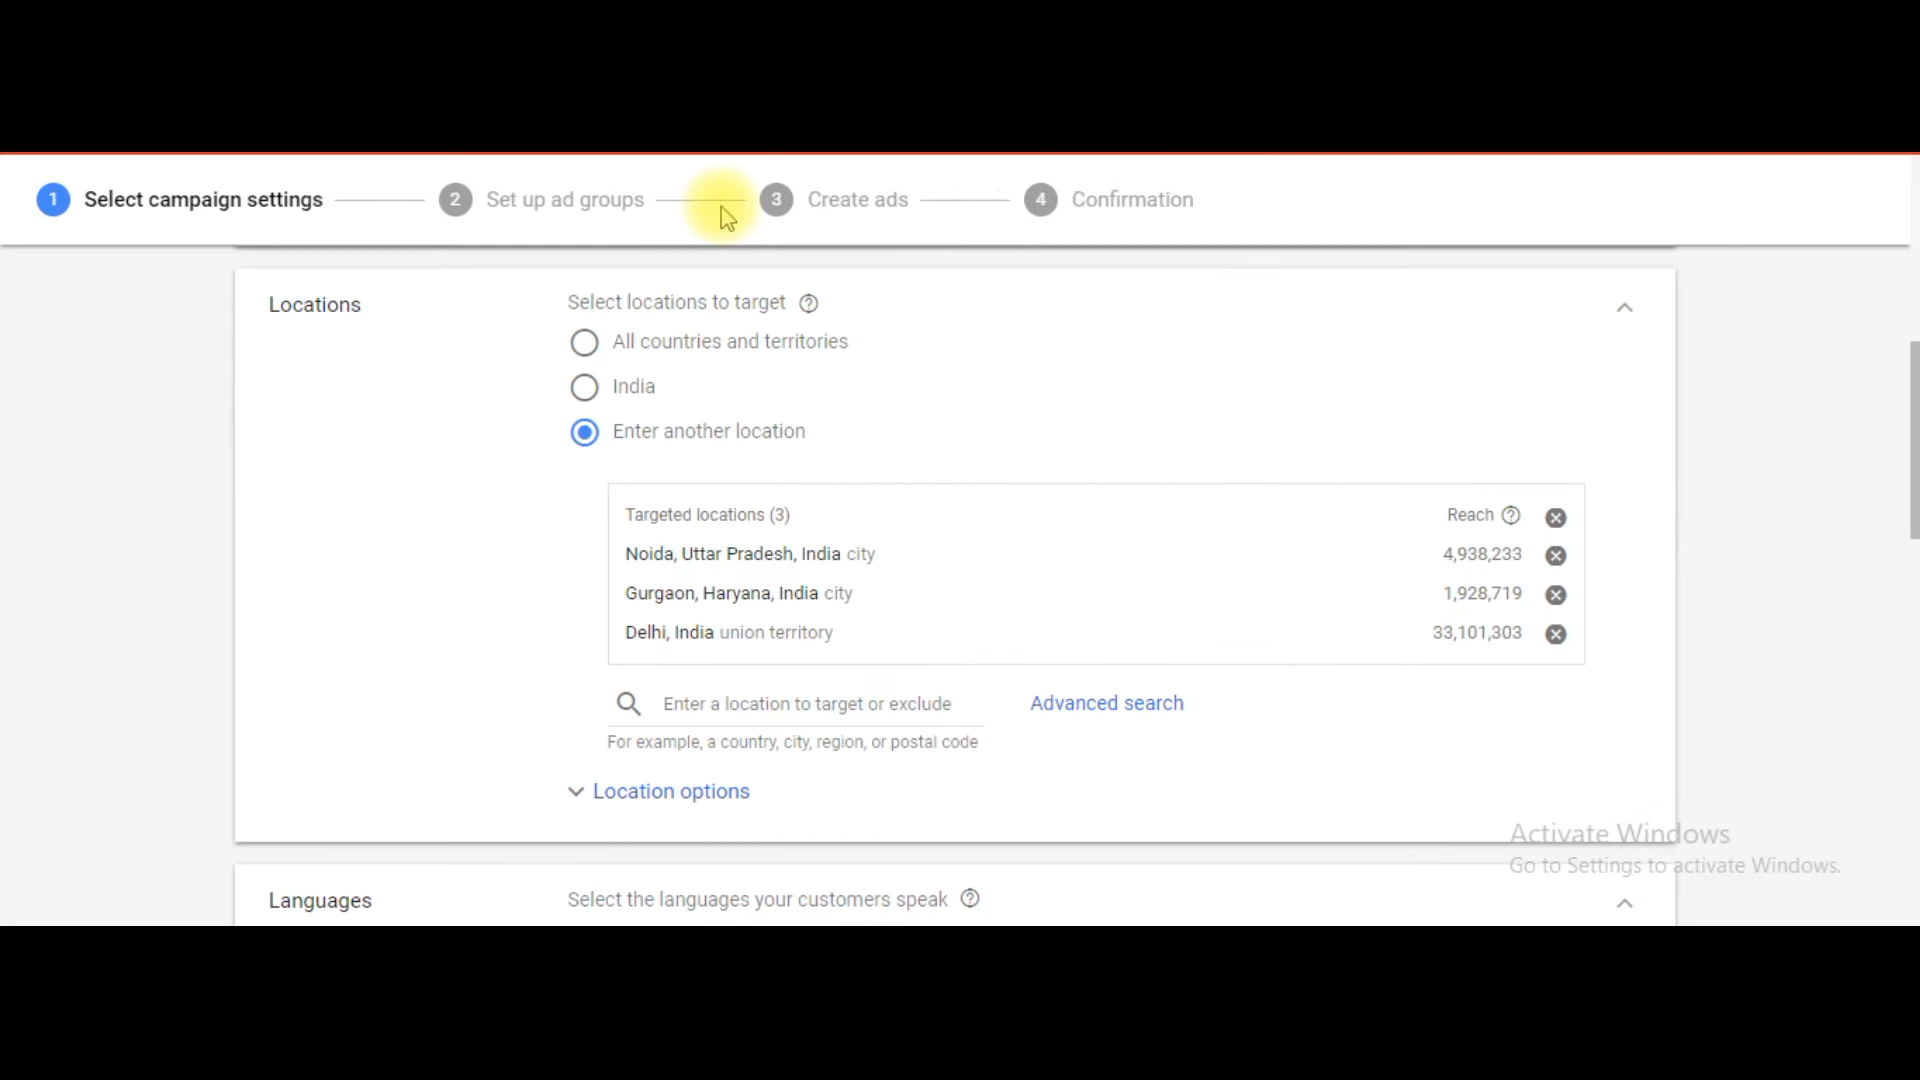 1 Select campaign settings 2 Set up ad groups 3 Create ads 4 Confirmation
Locations
Select locations to target
All countries and territories
India
Enter another location
Targeted locations (3) Reach
Noida, Uttar Pradesh, India city 4,938,233
Gurgaon, Haryana, India city 1,928,719
Delhi, India union territory 33,101,303
Enter a location to target or exclude Advanced search
For example, a country, city, region, or postal code
Location options
Activate Windows
Go to Settings to activate Windows.
Languages Select the languages your customers speak